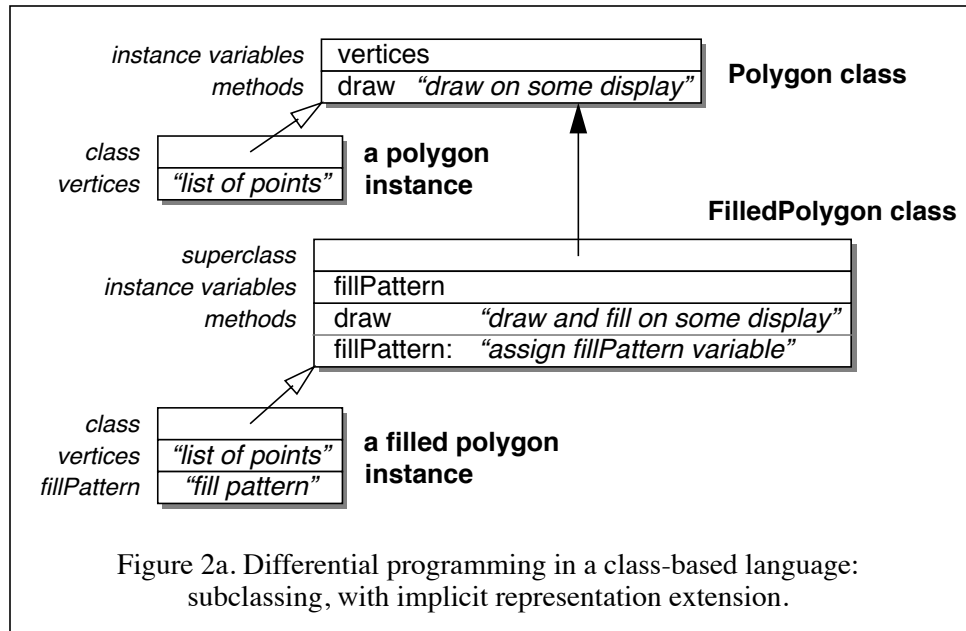 instance variables vertices
Polygon class
methods draw “draw on some display”
class
a polygon
instance
vertices “list of points”
FilledPolygon class
superclass
instance variables fillPattern
methods draw “draw and fill on some display”
fillPattern: “assign fillPattern variable”
class
a filled polygon
instance
vertices “list of points”
fillPattern “fill pattern”
Figure 2a. Differential programming in a class-based language:
subclassing, with implicit representation extension.